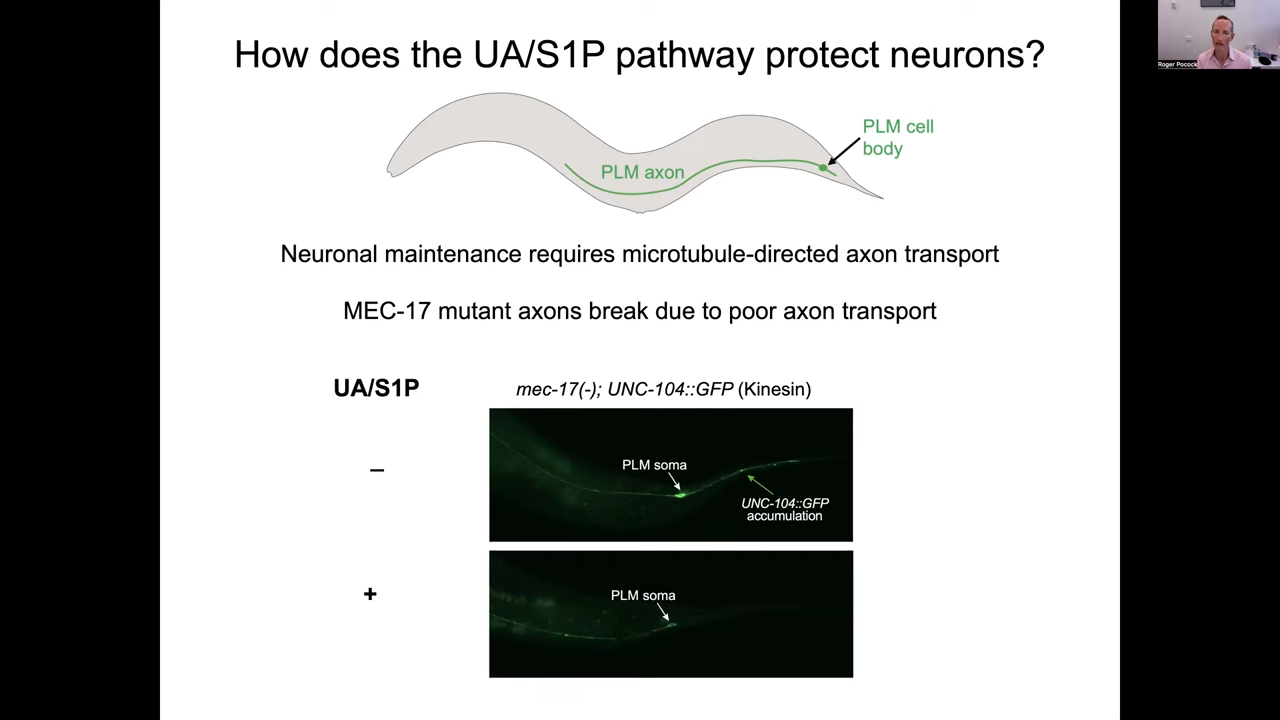 How does the UA/S1P pathway protect neurons?
Roger Pocock
PLM cell
body
PLM axon
Neuronal maintenance requires microtubule-directed axon transport
MEC-17 mutant axons break due to poor axon transport
UA/S1P
mec-17(-); UNC-104::GFP (Kinesin)
–
PLM soma
UNC-104::GFP
accumulation
+
PLM soma